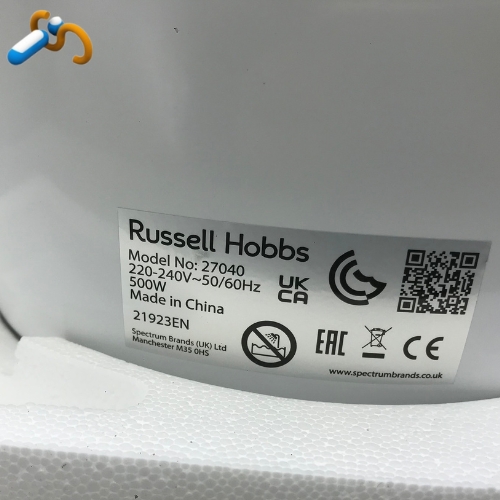 Russell Hobbs
Model No: 27040
220-240V~50/60Hz
500W
Made in China
21923EN
Spectrum Brands (UK) Ltd
Manchester M35 0HS
UK
CA
EAC
CE
www.spectrumbrands.co.uk